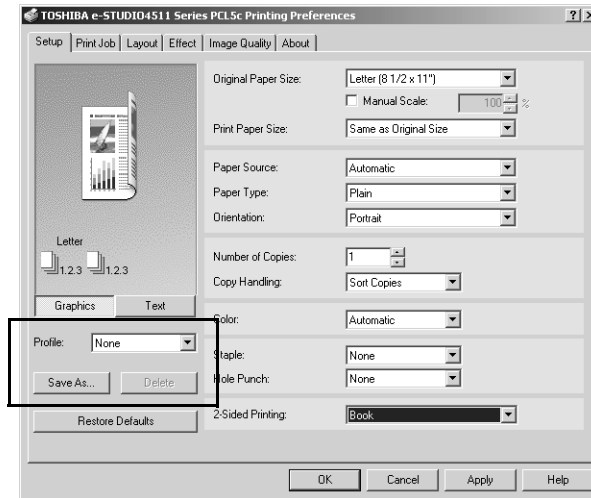 TOSHIBA e-STUDIO4511 Series PCL5c Printing Preferences
Setup Print Job Layout Effect Image Quality About
Original Paper Size: Letter (8 1/2 x 11")
Manual Scale: 100 %
Print Paper Size: Same as Original Size
Paper Source: Automatic
Paper Type: Plain
Orientation: Portrait
Letter
1.2.3 1.2.3
Number of Copies: 1
Copy Handling: Sort Copies
Graphics Text
Color: Automatic
Profile: None
Staple: None
Save As... Delete
Hole Punch: None
Restore Defaults
2-Sided Printing: Book
OK Cancel Apply Help